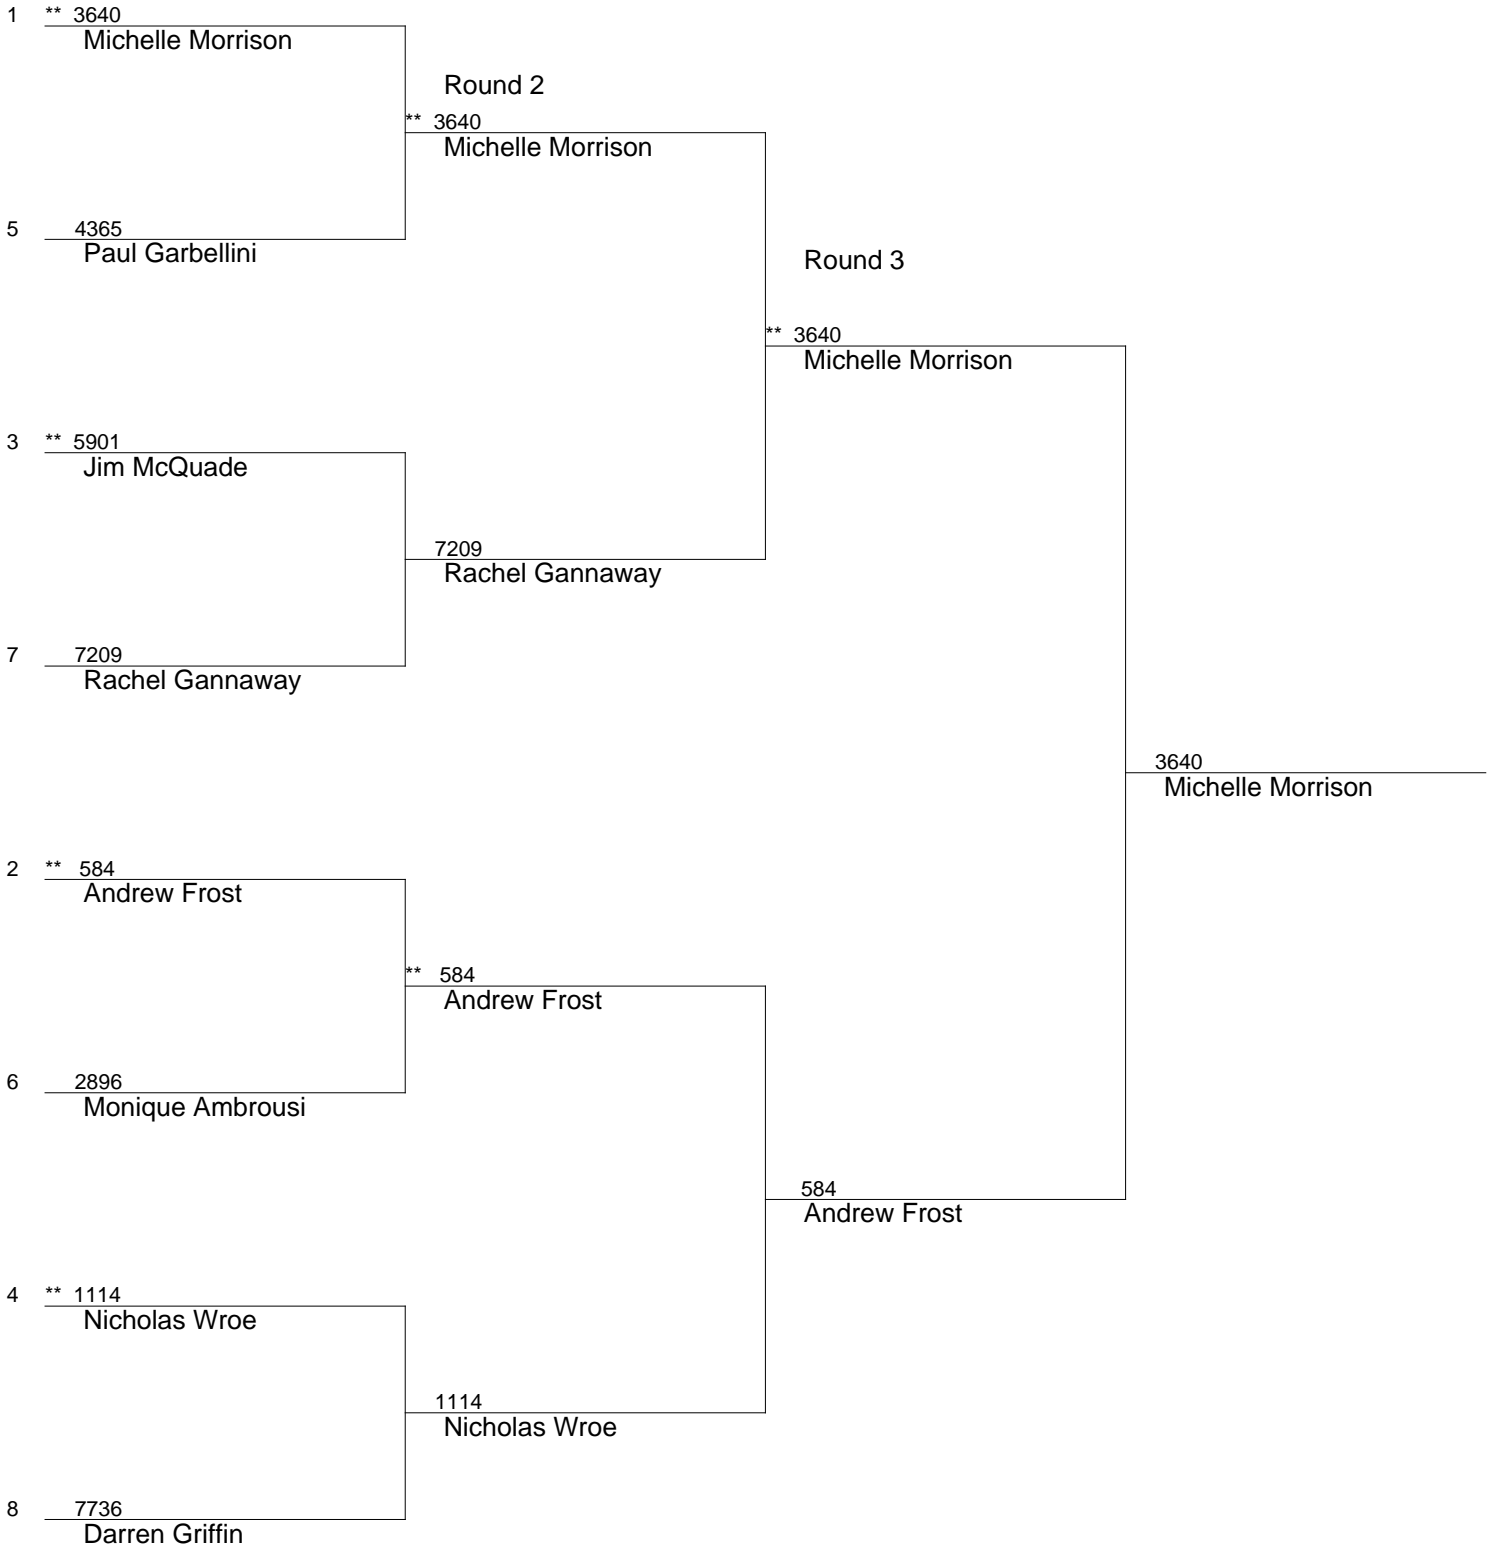 1 ** 3640
Michelle Morrison
Round 2
** 3640
Michelle Morrison
5 4365
Paul Garbellini
Round 3
** 3640
Michelle Morrison
3 ** 5901
Jim McQuade
7209
Rachel Gannaway
7 7209
Rachel Gannaway
3640
Michelle Morrison
2 ** 584
Andrew Frost
** 584
Andrew Frost
6 2896
Monique Ambrousi
584
Andrew Frost
4 ** 1114
Nicholas Wroe
1114
Nicholas Wroe
8 7736
Darren Griffin